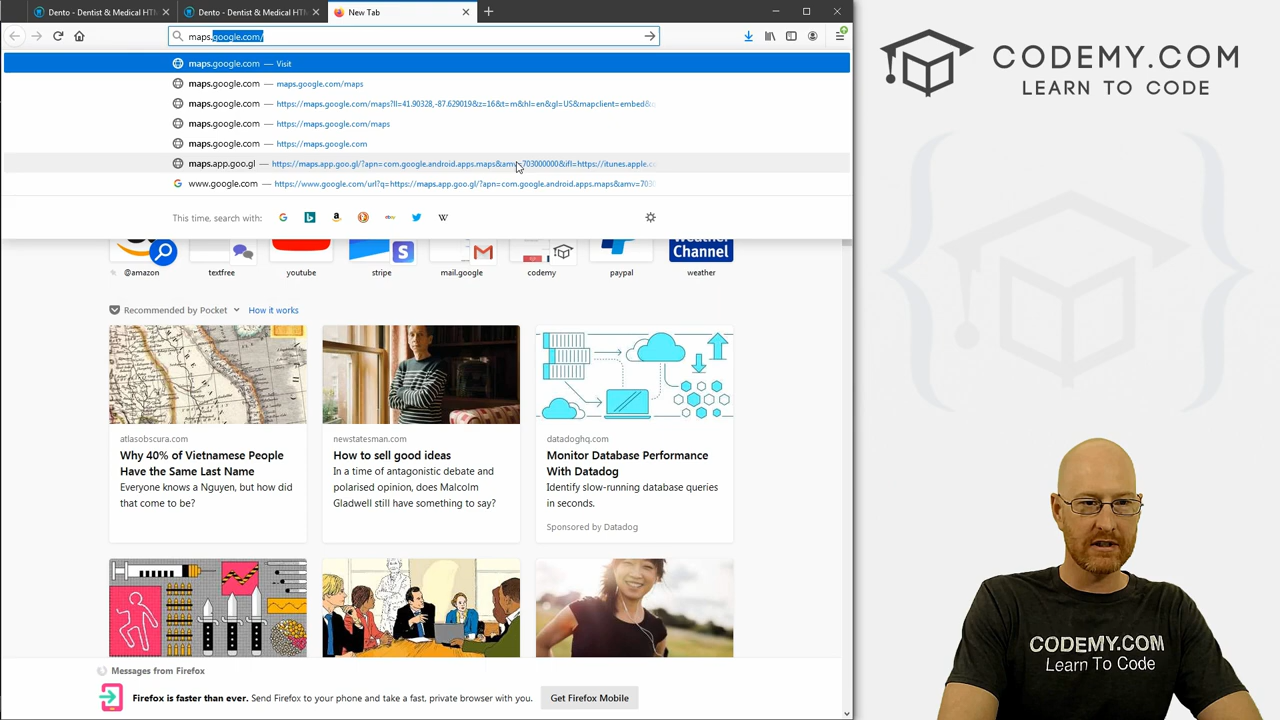 Dento - Dentist & Medical HTM
Dento - Dentist & Medical HTM
New Tab
maps.google.com/
maps.google.com — Visit
maps.google.com — maps.google.com/maps
maps.google.com — https://maps.google.com/maps?ll=41.90328,-87.629019&z=16&t=m&hl=en&gl=US&mapclient=embed&
maps.google.com — https://maps.google.com/maps
maps.google.com — https://maps.google.com
maps.app.goo.gl — https://maps.app.goo.gl/?apn=com.google.android.apps.maps&amv=703000000&ifl=https://itunes.apple.c
www.google.com — https://www.google.com/url?q=https://maps.app.goo.gl/?apn=com.google.android.apps.maps&amv=703
This time, search with:
ebay
W
Weather
Channel
@amazon
textfree
youtube
stripe
mail.google
codemy
paypal
weather
Recommended by Pocket
How it works
atlasobscura.com
Why 40% of Vietnamese People
Have the Same Last Name
Everyone knows a Nguyen, but how did
that come to be?
newstatesman.com
How to sell good ideas
In a time of antagonistic debate and
polarised opinion, does Malcolm
Gladwell still have something to say?
datadoghq.com
Monitor Database Performance
With Datadog
Identify slow-running database queries
in seconds.
Sponsored by Datadog
Messages from Firefox
Firefox is faster than ever. Send Firefox to your phone and take a fast, private browser with you.
Get Firefox Mobile
CODEMY.COM
LEARN TO CODE
CODEMY.COM
Learn To Code